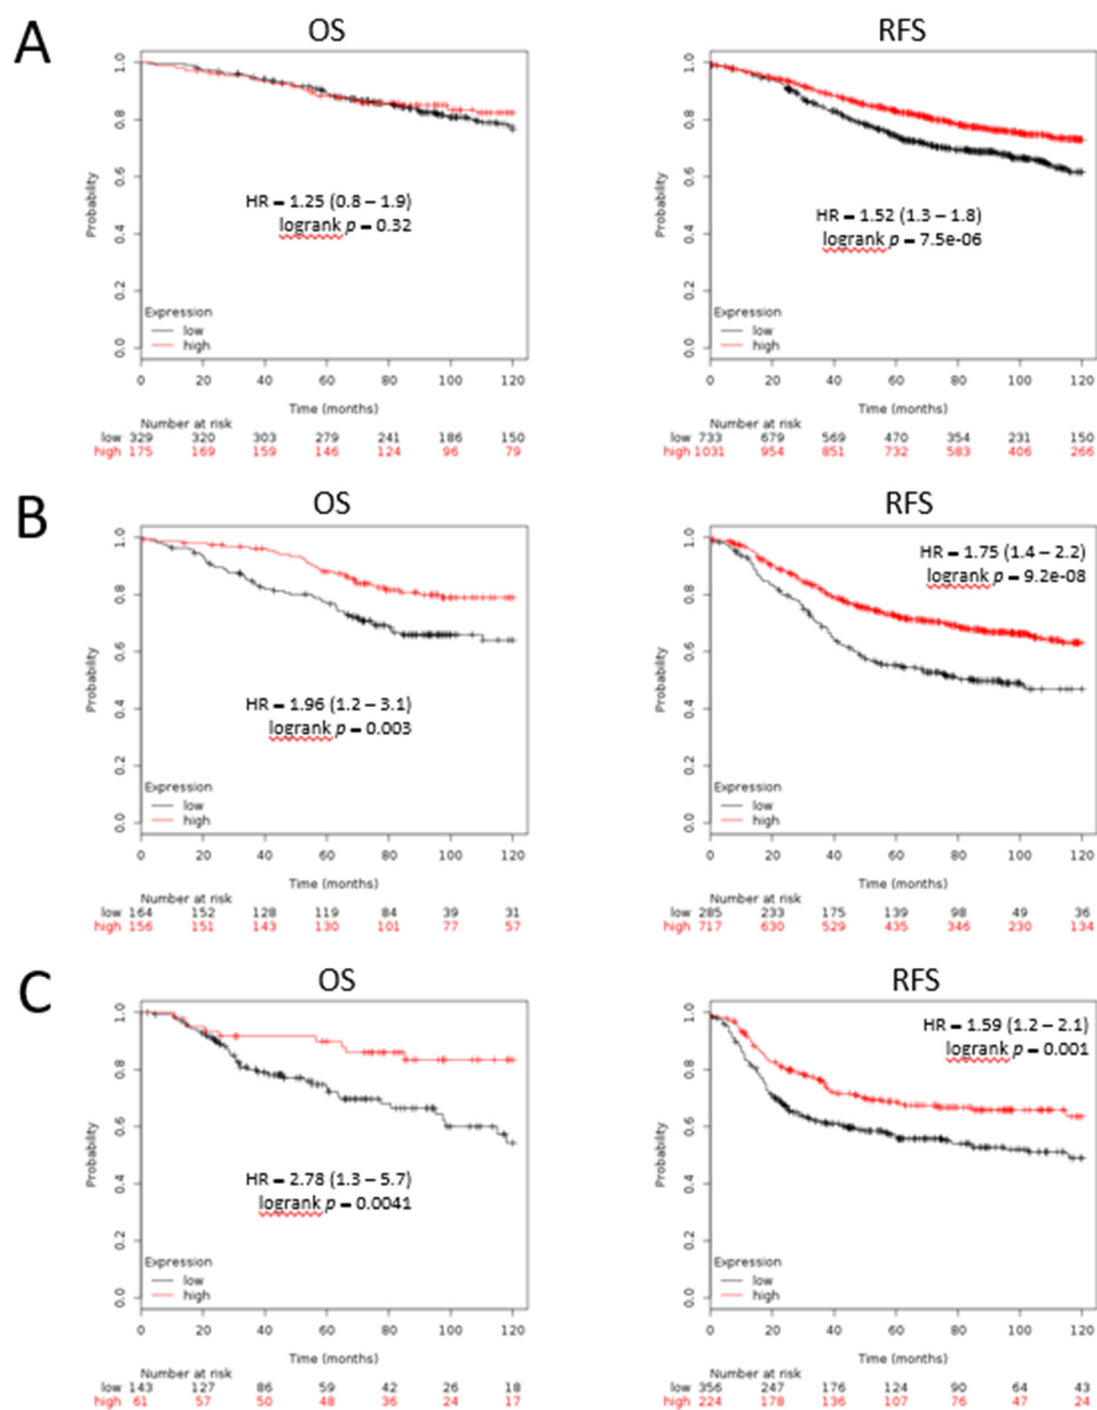 A
OS
1.0
0.8
0.6
0.4
0.2
0.0
Probability
HR = 1.25 (0.8 – 1.9)
logrank p = 0.32
Expression
low
high
0 20 40 60 80 100 120
Time (months)
Number at risk
low 329 320 303 279 241 186 150
high 175 169 159 146 124 96 79
RFS
1.0
0.8
0.6
0.4
0.2
0.0
Probability
HR = 1.52 (1.3 – 1.8)
logrank p = 7.5e-06
Expression
low
high
0 20 40 60 80 100 120
Time (months)
Number at risk
low 733 679 569 470 354 231 150
high 1031 954 851 732 583 406 266
B
OS
1.0
0.8
0.6
0.4
0.2
0.0
Probability
HR = 1.96 (1.2 – 3.1)
logrank p = 0.003
Expression
low
high
0 20 40 60 80 100 120
Time (months)
Number at risk
low 164 152 128 119 84 39 31
high 156 151 143 130 101 77 57
RFS
1.0
0.8
0.6
0.4
0.2
0.0
Probability
HR = 1.75 (1.4 – 2.2)
logrank p = 9.2e-08
Expression
low
high
0 20 40 60 80 100 120
Time (months)
Number at risk
low 285 233 175 139 98 49 36
high 717 630 529 435 346 230 134
C
OS
1.0
0.8
0.6
0.4
0.2
0.0
Probability
HR = 2.78 (1.3 – 5.7)
logrank p = 0.0041
Expression
low
high
0 20 40 60 80 100 120
Time (months)
Number at risk
low 143 127 86 59 42 26 18
high 61 57 50 48 36 24 17
RFS
1.0
0.8
0.6
0.4
0.2
0.0
Probability
HR = 1.59 (1.2 – 2.1)
logrank p = 0.001
Expression
low
high
0 20 40 60 80 100 120
Time (months)
Number at risk
low 356 247 176 124 90 64 43
high 224 178 136 107 76 47 24